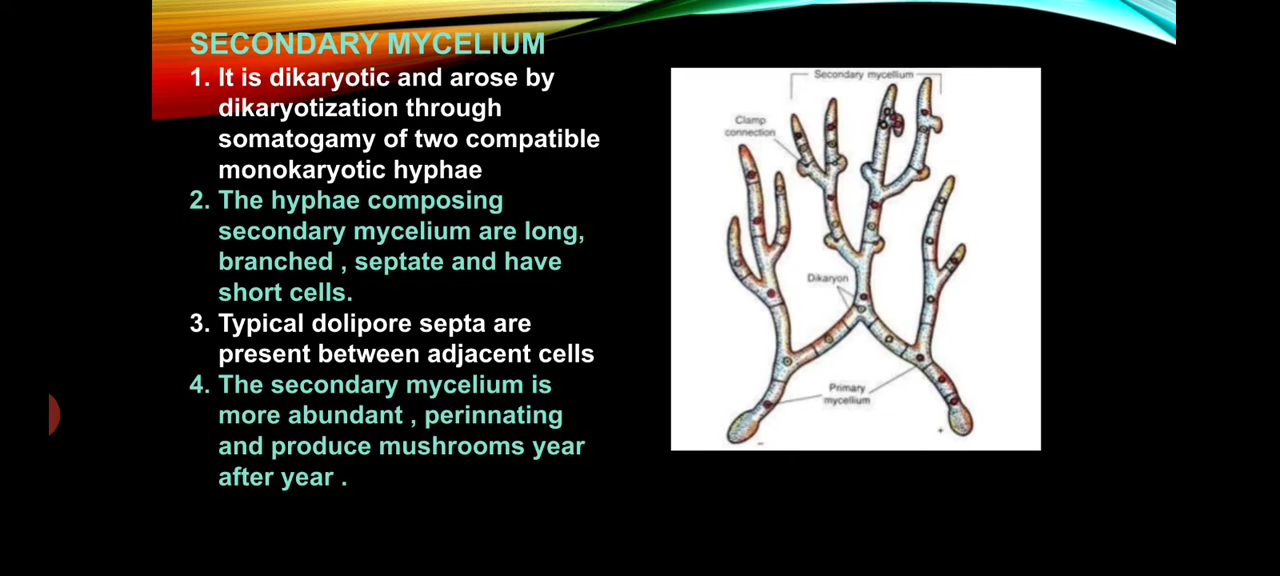 SECONDARY MYCELIUM
1. It is dikaryotic and arose by
dikaryotization through
somatogamy of two compatible
monokaryotic hyphae
2. The hyphae composing
secondary mycelium are long,
branched , septate and have
short cells.
3. Typical dolipore septa are
present between adjacent cells
4. The secondary mycelium is
more abundant , perinnating
and produce mushrooms year
after year .
Secondary mycellium
Clamp
connection
Dikaryon
Primary
mycellium
−
+